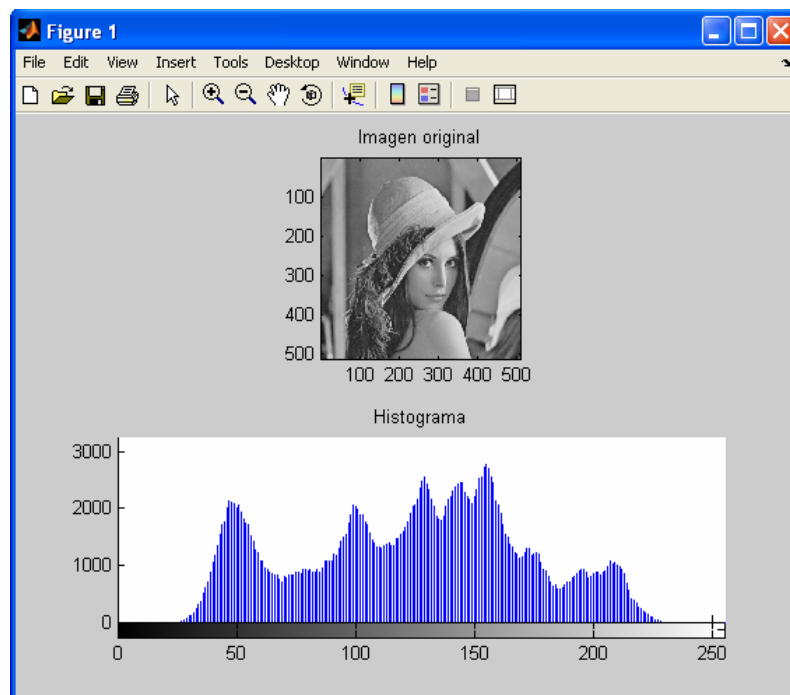 Figure 1
File Edit View Insert Tools Desktop Window Help
Imagen original
100
200
300
400
500
100 200 300 400 500
Histograma
3000
2000
1000
0
0 50 100 150 200 250